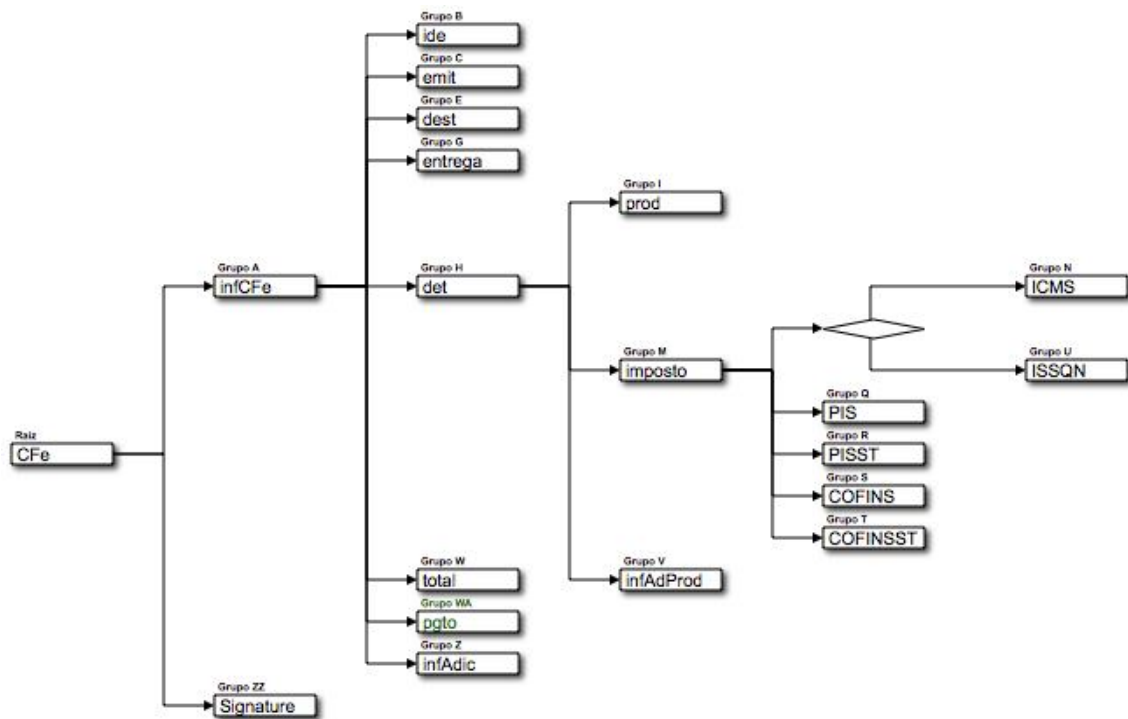 Grupo B
ide
Grupo C
emit
Grupo E
dest
Grupo G
entrega
Grupo I
prod
Grupo A
infCFe
Grupo H
det
Grupo N
ICMS
Grupo M
imposto
Grupo U
ISSQN
Grupo Q
PIS
Raiz
CFe
Grupo R
PISST
Grupo S
COFINS
Grupo T
COFINSST
Grupo W
total
Grupo V
infAdProd
Grupo WA
pgto
Grupo Z
infAdic
Grupo ZZ
Signature